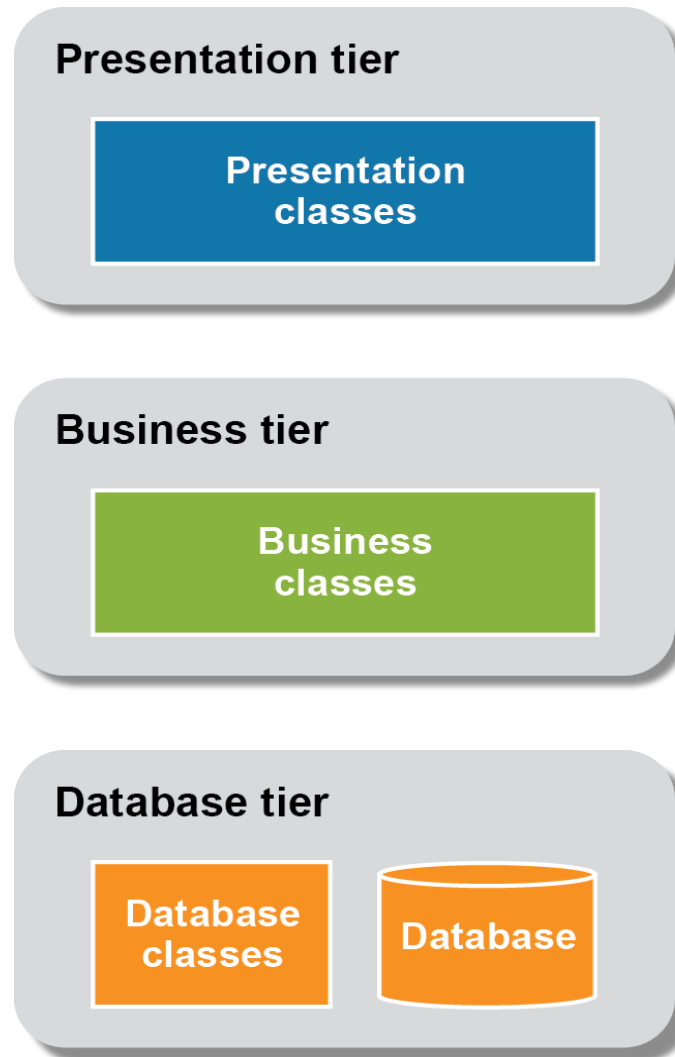 Presentation tier
Presentation
classes
Business tier
Business
classes
Database tier
Database
classes
Database